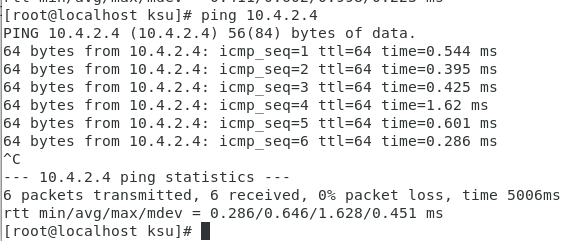 [root@localhost ksu]# ping 10.4.2.4
PING 10.4.2.4 (10.4.2.4) 56(84) bytes of data.
64 bytes from 10.4.2.4: icmp_seq=1 ttl=64 time=0.544 ms
64 bytes from 10.4.2.4: icmp_seq=2 ttl=64 time=0.395 ms
64 bytes from 10.4.2.4: icmp_seq=3 ttl=64 time=0.425 ms
64 bytes from 10.4.2.4: icmp_seq=4 ttl=64 time=1.62 ms
64 bytes from 10.4.2.4: icmp_seq=5 ttl=64 time=0.601 ms
64 bytes from 10.4.2.4: icmp_seq=6 ttl=64 time=0.286 ms
^C
--- 10.4.2.4 ping statistics ---
6 packets transmitted, 6 received, 0% packet loss, time 5006ms
rtt min/avg/max/mdev = 0.286/0.646/1.628/0.451 ms
[root@localhost ksu]#